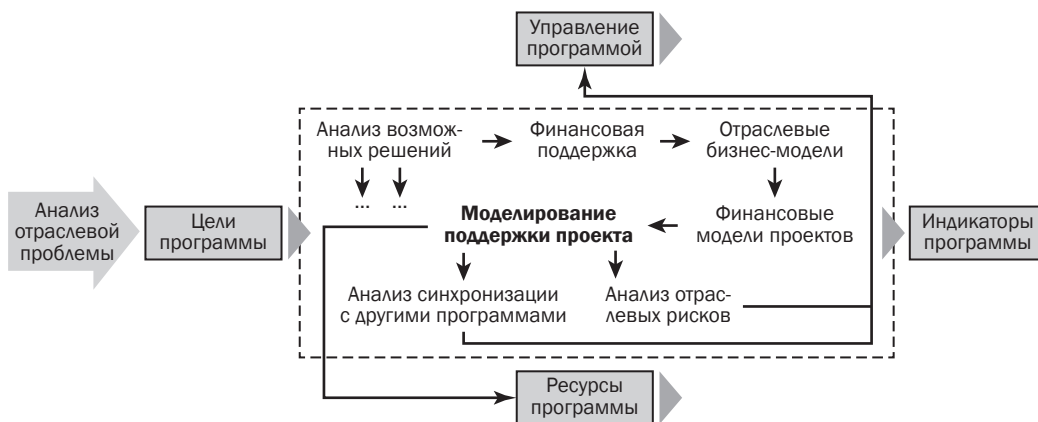 Управление
программой
Анализ возмож-
ных решений
Финансовая
поддержка
Отраслевые
бизнес-модели
... ...
Анализ
отраслевой
проблемы
Цели
программы
Моделирование
поддержки проекта
Финансовые
модели проектов
Индикаторы
программы
Анализ синхронизации
с другими программами
Анализ отрас-
левых рисков
Ресурсы
программы